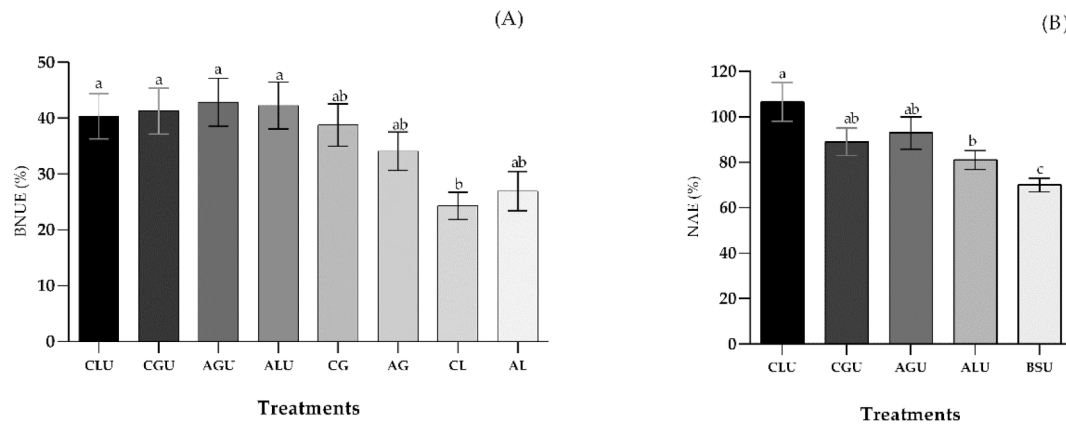 (A)
50
40
30
20
10
0
BNUE (%)
a
a
a
a
ab
ab
b
ab
CLU CGU AGU ALU CG AG CL AL
Treatments
(B)
120
100
80
60
40
20
0
NAE (%)
a
ab
ab
b
c
CLU CGU AGU ALU BSU
Treatments